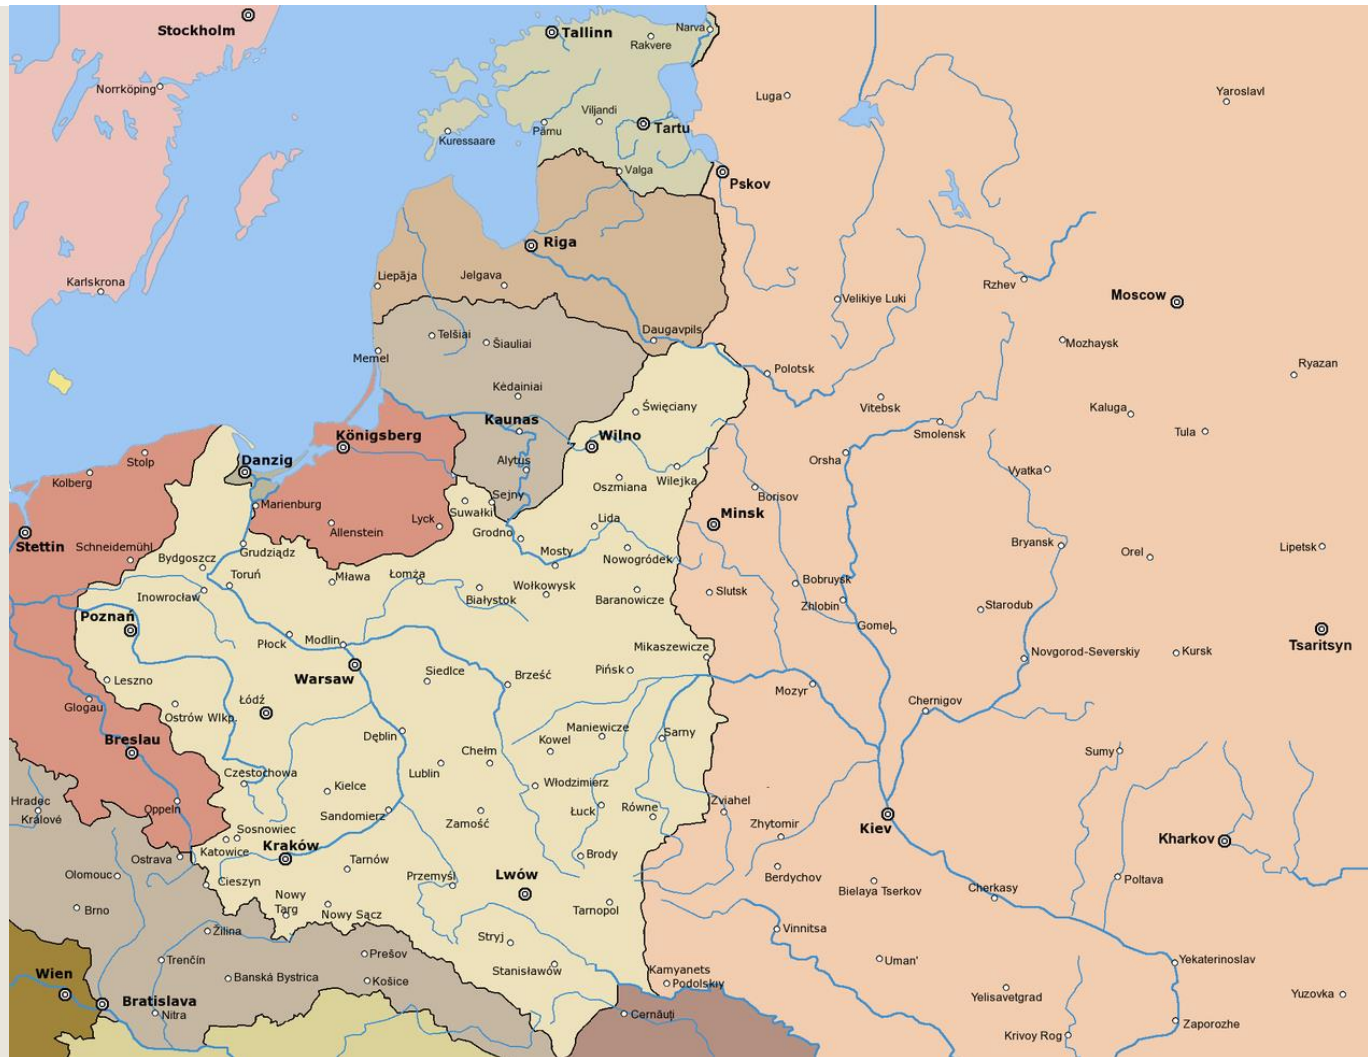 Stockholm
Tallinn
Narva
Rakvere
Norrköping
Luga
Yaroslavl
Viljandi
Pärnu
Tartu
Kuressaare
Valga
Pskov
Riga
Liepāja
Jelgava
Karlskrona
Rzhev
Moscow
Velikiye Luki
Daugavpils
Telšiai
Šiauliai
Mozhaysk
Memel
Ryazan
Polotsk
Kėdainiai
Święciany
Vitebsk
Kaluga
Kaunas
Königsberg
Wilno
Smolensk
Tula
Stolp
Danzig
Alytus
Orsha
Kolberg
Oszmiana
Wilejka
Vyatka
Borisov
Sejny
Marienburg
Suwałki
Lida
Minsk
Allenstein
Lyck
Grodno
Stettin
Schneidemühl
Grudziądz
Mosty
Bryansk
Orel
Lipetsk
Bydgoszcz
Nowogródek
Toruń
Mława
Łomża
Wołkowysk
Bobruysk
Inowrocław
Białystok
Baranowicze
Slutsk
Zhlobin
Starodub
Poznań
Gomel
Płock
Modlin
Mikaszewicze
Tsaritsyn
Novgorod-Severskiy
Kursk
Warsaw
Siedlce
Brześć
Pińsk
Leszno
Mozyr
Glogau
Łódź
Chernigov
Ostrów Wlkp.
Maniewicze
Breslau
Dęblin
Kowel
Sarny
Chełm
Sumy
Częstochowa
Lublin
Włodzimierz
Kielce
Hradec
Králové
Oppeln
Sandomierz
Zamość
Łuck
Równe
Zviahel
Zhytomir
Kiev
Sosnowiec
Katowice
Kraków
Kharkov
Ostrava
Tarnów
Brody
Olomouc
Cieszyn
Przemyśl
Lwów
Berdychov
Bielaya Tserkov
Cherkasy
Poltava
Nowy
Targ
Brno
Nowy Sącz
Tarnopol
Žilina
Vinnitsa
Stryj
Prešov
Trenčín
Uman'
Yekaterinoslav
Wien
Banská Bystrica
Košice
Stanisławów
Kamyanets
Podolskiy
Bratislava
Yelisavetgrad
Yuzovka
Nitra
Cernăuți
Zaporozhe
Krivoy Rog